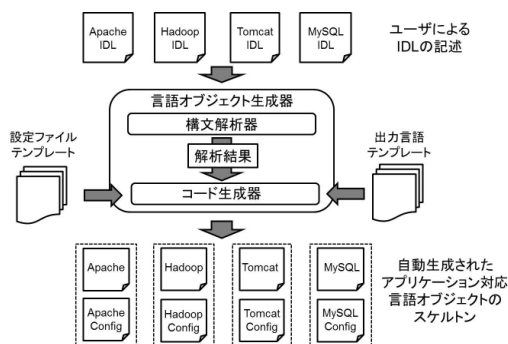 Apache
IDL
Hadoop
IDL
Tomcat
IDL
MySQL
IDL
ユーザによる
IDLの記述
言語オブジェクト生成器
構文解析器
解析結果
コード生成器
設定ファイル
テンプレート
出力言語
テンプレート
Apache
Hadoop
Tomcat
MySQL
Apache
Config
Hadoop
Config
Tomcat
Config
MySQL
Config
自動生成された
アプリケーション対応
言語オブジェクトの
スケルトン